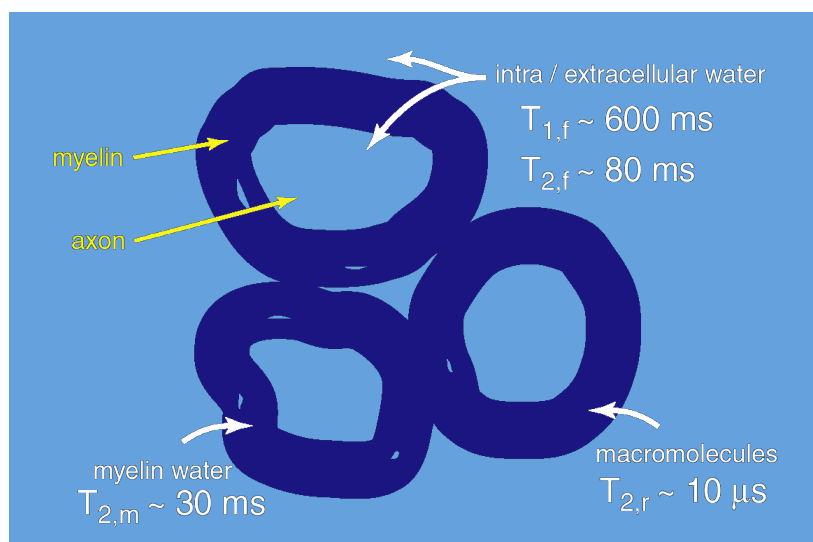 intra / extracellular water
T1,f ~ 600 ms
T2,f ~ 80 ms
myelin
axon
myelin water
T2,m ~ 30 ms
macromolecules
T2,r ~ 10 μs